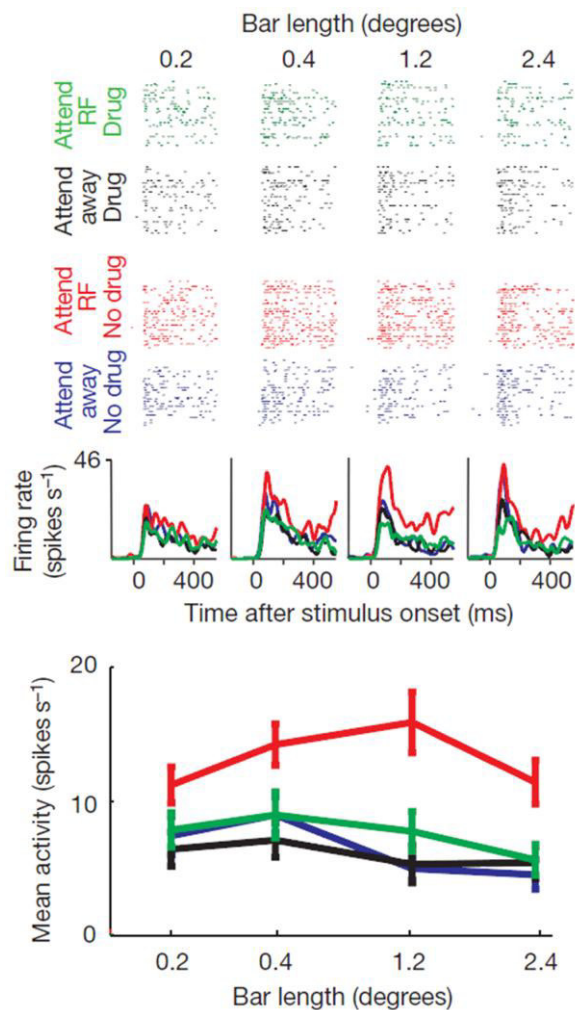 Bar length (degrees)
0.2 0.4 1.2 2.4
Attend
RF
Drug
Attend
away
Drug
Attend
RF
No drug
Attend
away
No drug
46
Firing rate
(spikes s⁻¹)
0 400 0 400 0 400 0 400
Time after stimulus onset (ms)
20
10
0
Mean activity (spikes s⁻¹)
0.2 0.4 1.2 2.4
Bar length (degrees)